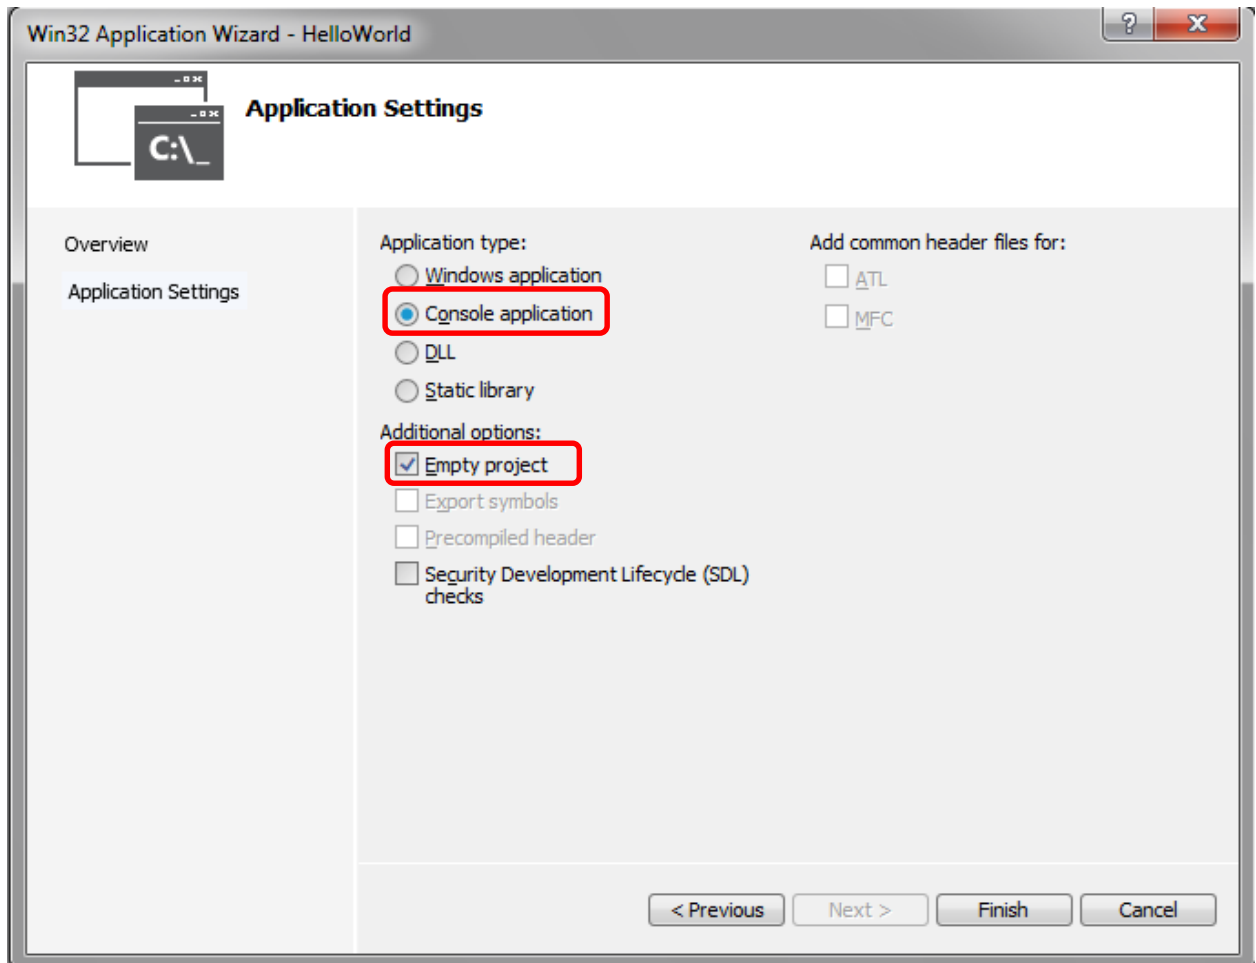 Win32 Application Wizard - HelloWorld
?
X
C:\_
Application Settings
Overview
Application Settings
Application type:
Windows application
Console application
DLL
Static library
Additional options:
Empty project
Export symbols
Precompiled header
Security Development Lifecycle (SDL)
checks
Add common header files for:
ATL
MFC
< Previous
Next >
Finish
Cancel